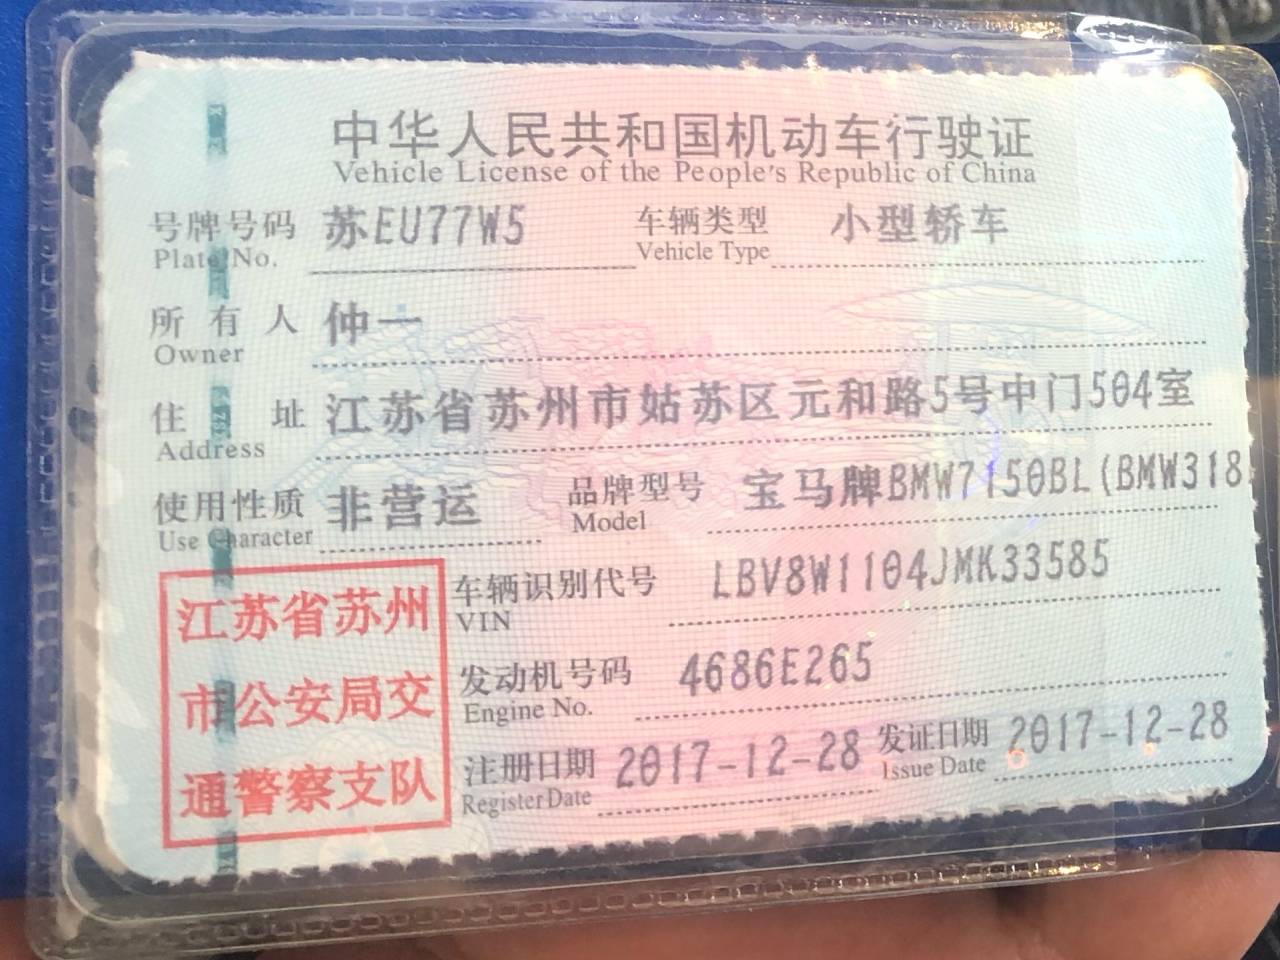 中华人民共和国机动车行驶证
Vehicle License of the People's Republic of China
号牌号码 苏EU77W5 车辆类型 小型轿车
Plate No. Vehicle Type
所有人 仲一
Owner
住址 江苏省苏州市姑苏区元和路5号中门504室
Address
使用性质 非营运 品牌型号 宝马牌BMW7150BL(BMW318
Use Character Model
江苏省苏州
市公安局交
通警察支队
车辆识别代号 LBV8W1104JMK33585
VIN
发动机号码 4686E265
Engine No.
注册日期 2017-12-28 发证日期 2017-12-28
Register Date Issue Date